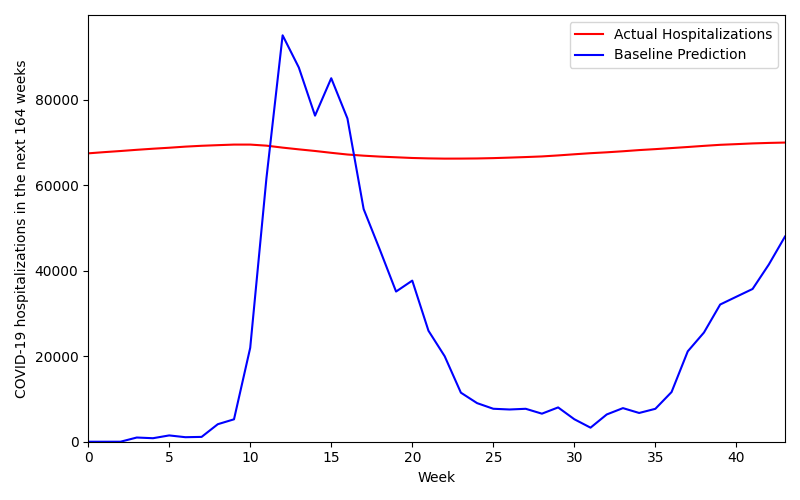 Actual Hospitalizations
Baseline Prediction
COVID-19 hospitalizations in the next 164 weeks
80000
60000
40000
20000
0
0 5 10 15 20 25 30 35 40
Week